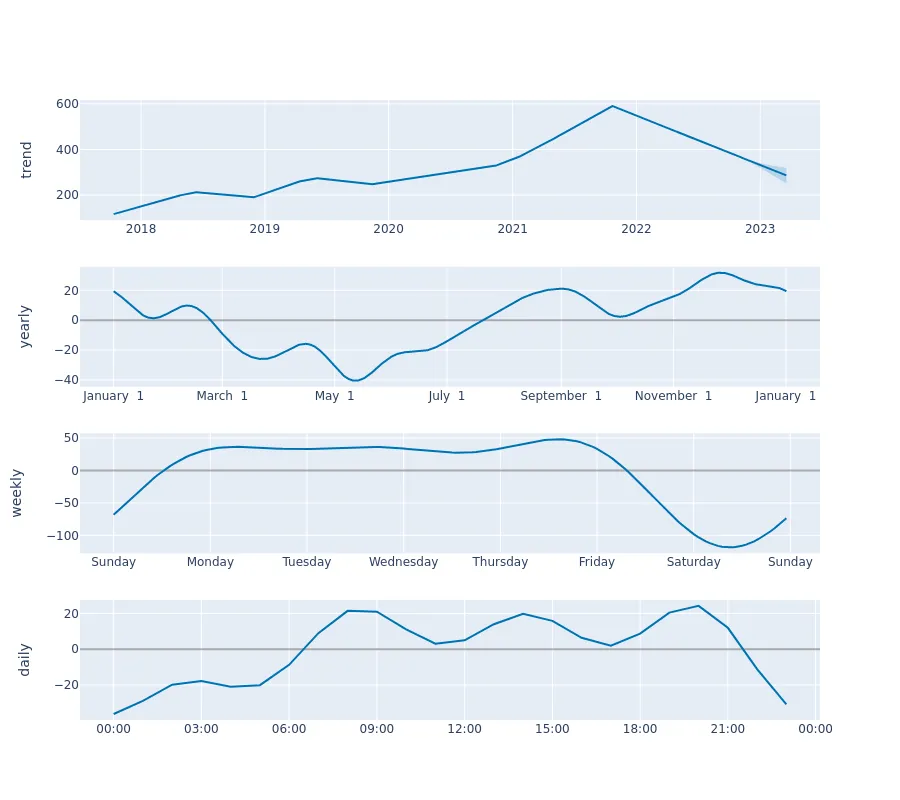 trend
600
400
200
2018 2019 2020 2021 2022 2023
yearly
20
0
−20
−40
January 1 March 1 May 1 July 1 September 1 November 1 January 1
weekly
50
0
−50
−100
Sunday Monday Tuesday Wednesday Thursday Friday Saturday Sunday
daily
20
0
−20
00:00 03:00 06:00 09:00 12:00 15:00 18:00 21:00 00:00